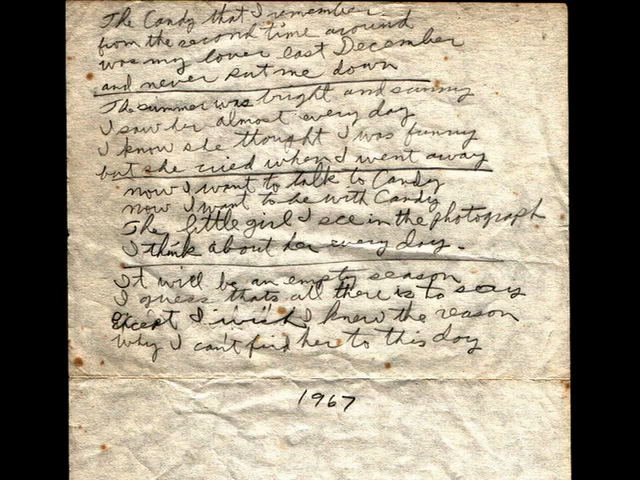 The Candy that I remember
from the second time around
was my lover last December
and never put me down
The summer was bright and sunny
I saw her almost every day
I know she thought I was funny
but she cried when I went away
now I want to talk to Candy
now I want to be with Candy
The little girl I see in the photograph
I think about her every day.
It will be an empty season
I guess thats all there is to say
Except I wish I knew the reason
Why I can't find her to this day
1967